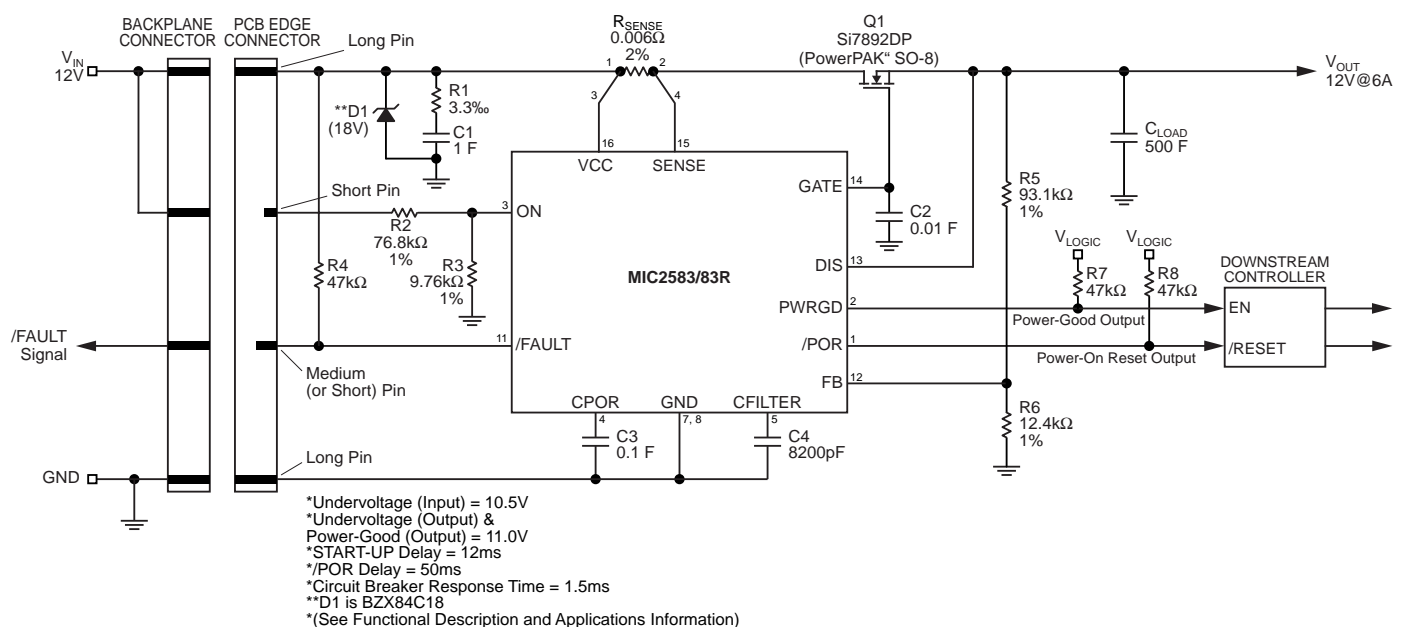 BACKPLANE
CONNECTOR
PCB EDGE
CONNECTOR
Long Pin
VIN
12V
RSENSE
0.006Ω
2%
1
2
3
4
Q1
Si7892DP
(PowerPAK“ SO-8)
VOUT
12V@6A
**D1
(18V)
R1
3.3‰
C1
1 F
16
VCC
15
SENSE
CLOAD
500 F
Short Pin
R2
76.8kΩ
1%
R3
9.76kΩ
1%
3
ON
GATE
14
C2
0.01 F
R5
93.1kΩ
1%
R4
47kΩ
MIC2583/83R
DIS
13
VLOGIC
VLOGIC
R7
47kΩ
R8
47kΩ
DOWNSTREAM
CONTROLLER
PWRGD
2
Power-Good Output
EN
/FAULT
Signal
11
/FAULT
/POR
1
Power-On Reset Output
/RESET
Medium
(or Short) Pin
FB
12
CPOR
4
GND
7, 8
CFILTER
5
R6
12.4kΩ
1%
C3
0.1 F
C4
8200pF
GND
Long Pin
*Undervoltage (Input) = 10.5V
*Undervoltage (Output) &
Power-Good (Output) = 11.0V
*START-UP Delay = 12ms
*/POR Delay = 50ms
*Circuit Breaker Response Time = 1.5ms
**D1 is BZX84C18
*(See Functional Description and Applications Information)